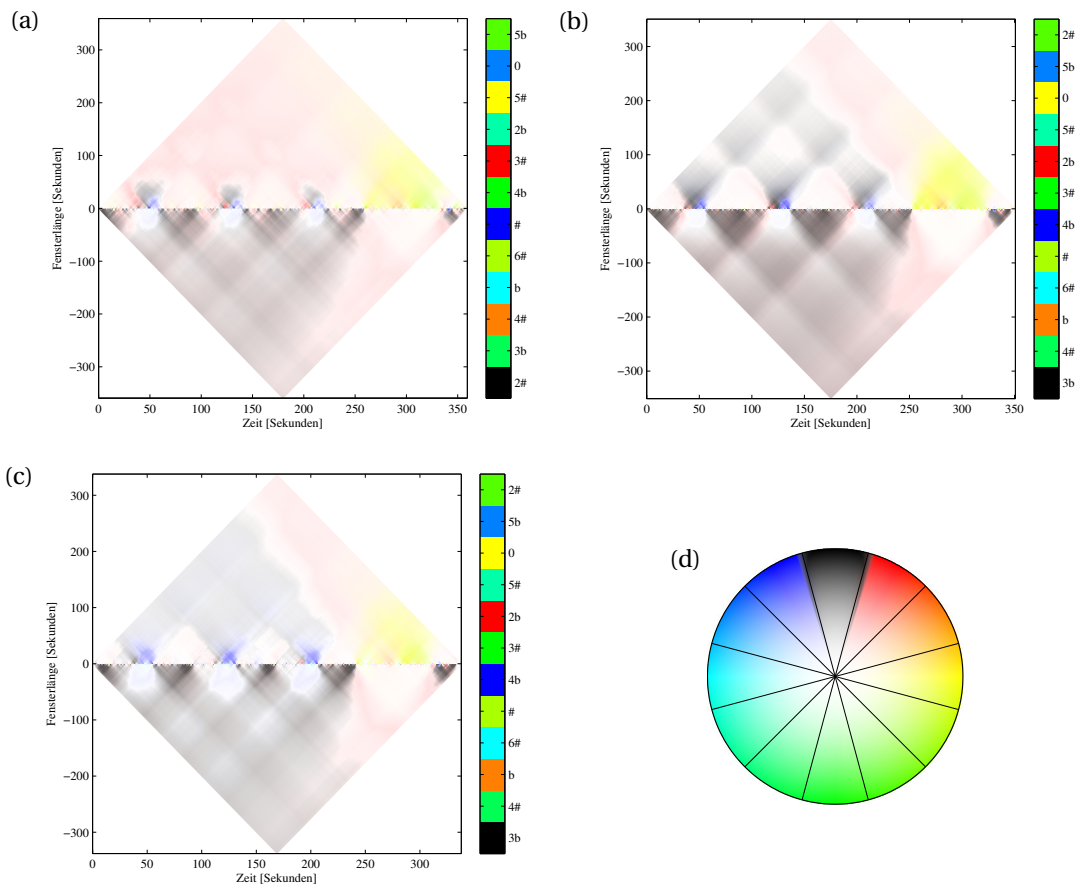 (a)
300
200
100
0
−100
−200
−300
Fensterlänge [Sekunden]
0 50 100 150 200 250 300 350
Zeit [Sekunden]
5b
0
5#
2b
3#
4b
#
6#
b
4#
3b
2#
(b)
300
200
100
0
−100
−200
−300
Fensterlänge [Sekunden]
0 50 100 150 200 250 300 350
Zeit [Sekunden]
2#
5b
0
5#
2b
3#
4b
#
6#
b
4#
3b
(c)
300
200
100
0
−100
−200
−300
Fensterlänge [Sekunden]
0 50 100 150 200 250 300
Zeit [Sekunden]
2#
5b
0
5#
2b
3#
4b
#
6#
b
4#
3b
(d)